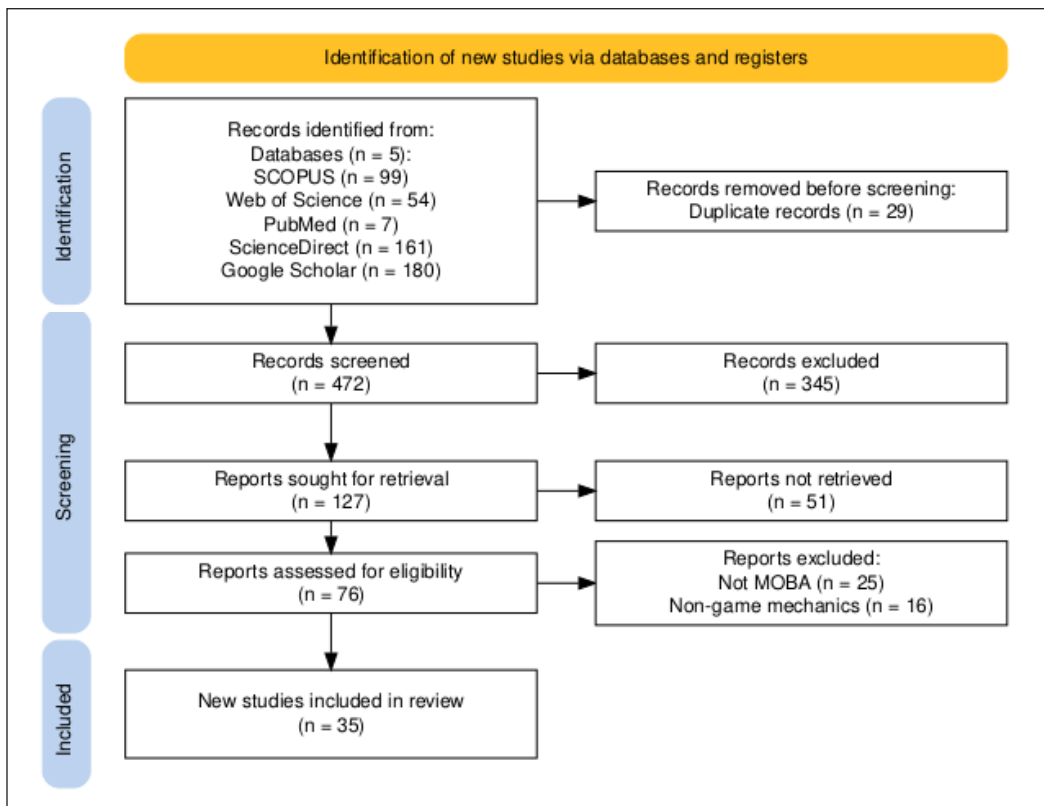 Identification of new studies via databases and registers
Identification
Records identified from:
Databases (n = 5):
SCOPUS (n = 99)
Web of Science (n = 54)
PubMed (n = 7)
ScienceDirect (n = 161)
Google Scholar (n = 180)
Records removed before screening:
Duplicate records (n = 29)
Screening
Records screened
(n = 472)
Records excluded
(n = 345)
Reports sought for retrieval
(n = 127)
Reports not retrieved
(n = 51)
Reports assessed for eligibility
(n = 76)
Reports excluded:
Not MOBA (n = 25)
Non-game mechanics (n = 16)
Included
New studies included in review
(n = 35)